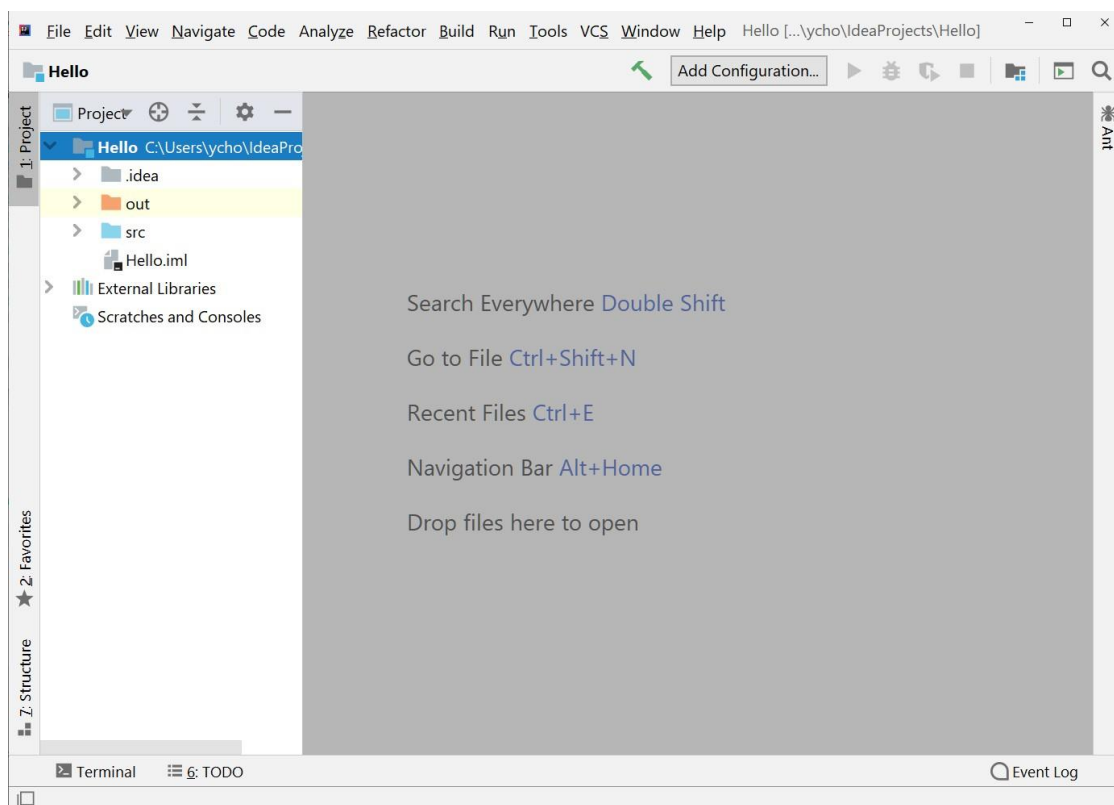 File Edit View Navigate Code Analyze Refactor Build Run Tools VCS Window Help Hello [...\ycho\IdeaProjects\Hello]
Hello Add Configuration...
1: Project
Project
Ant
Hello C:\Users\ycho\IdeaPro
.idea
out
src
Hello.iml
External Libraries
Scratches and Consoles
Search Everywhere Double Shift
Go to File Ctrl+Shift+N
Recent Files Ctrl+E
Navigation Bar Alt+Home
Drop files here to open
2: Favorites
7: Structure
Terminal 6: TODO Event Log